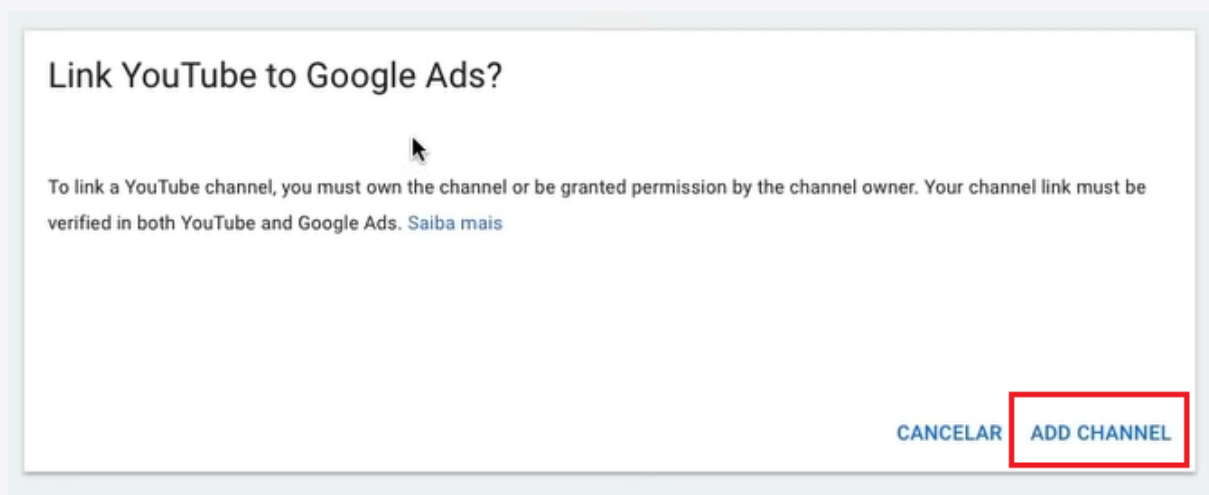 Link YouTube to Google Ads?
To link a YouTube channel, you must own the channel or be granted permission by the channel owner. Your channel link must be
verified in both YouTube and Google Ads. Saiba mais
CANCELAR ADD CHANNEL